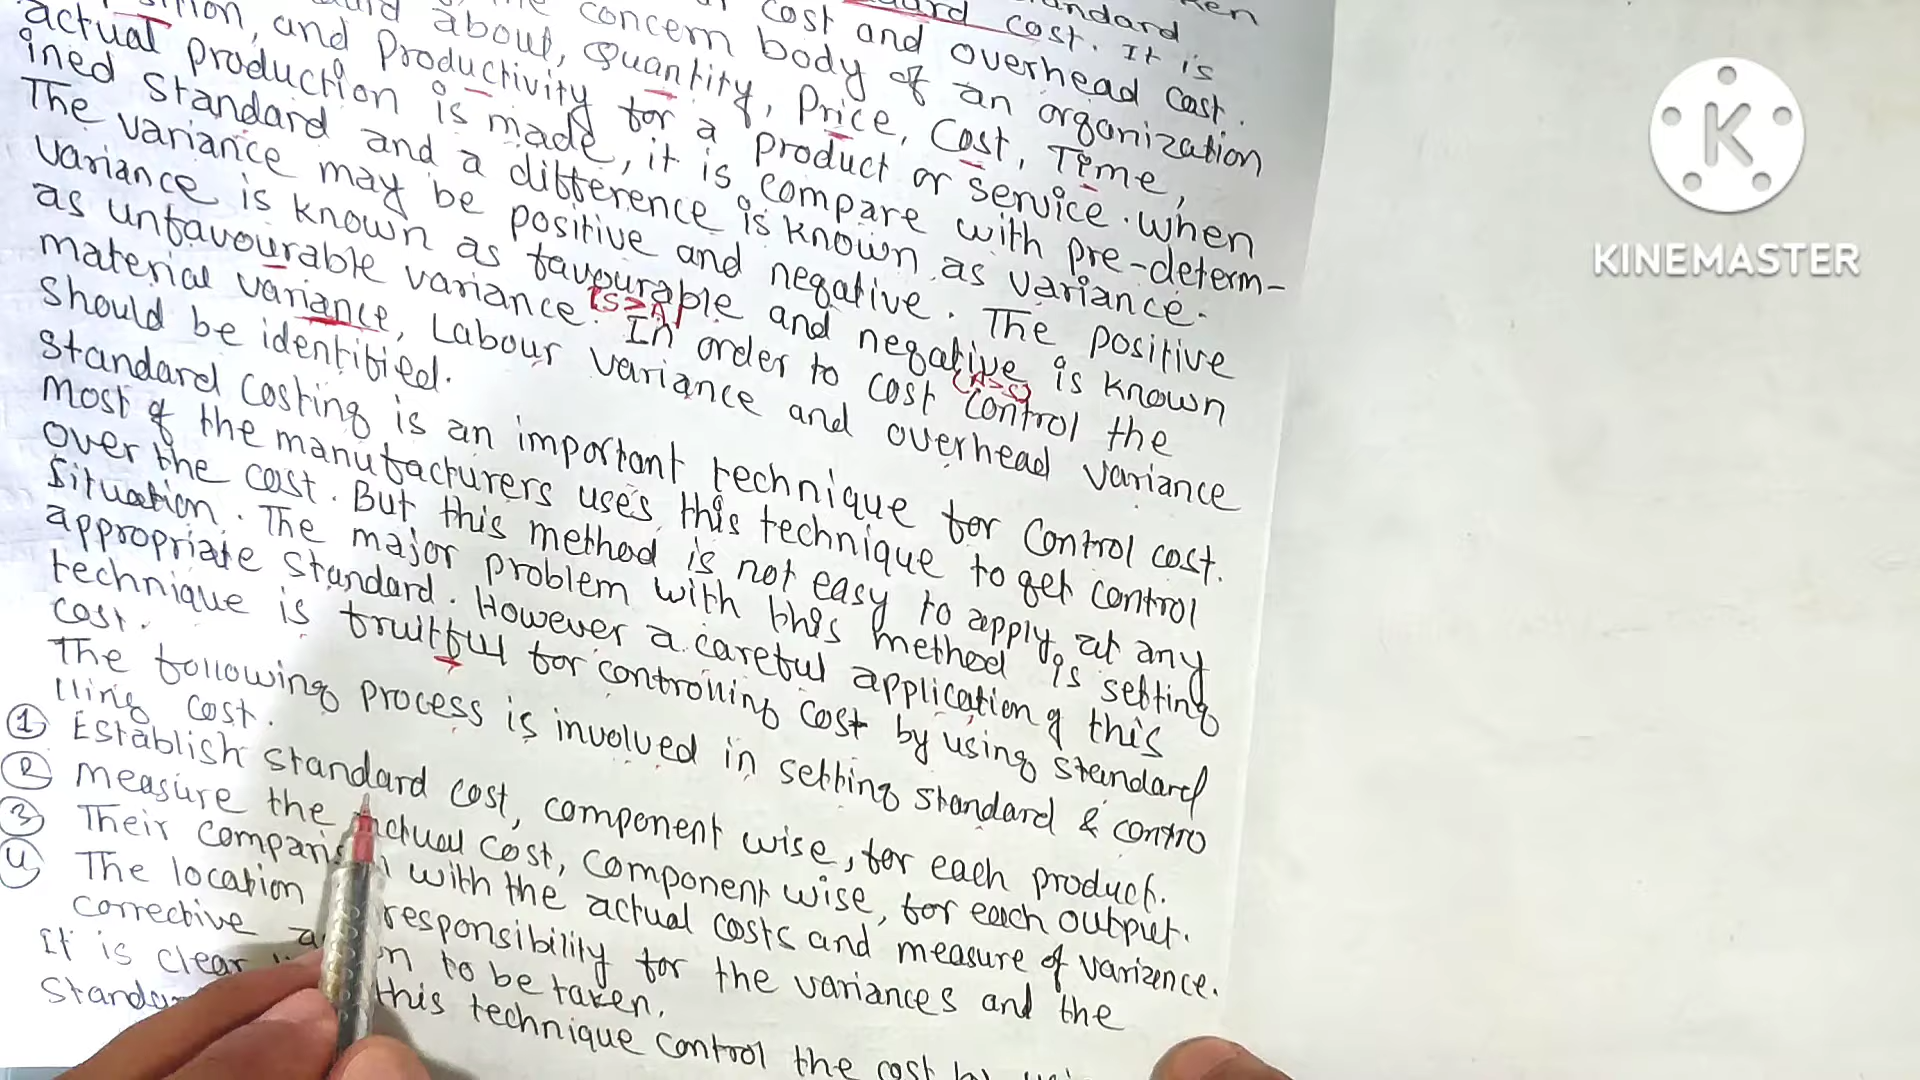 Standard
cost. It is
cost and overhead cost.
and about, the concern body of an organization
actual, and Productivity, Quantity, Price, Cost, Time,
production is made for a product or service. When
ined standard and a difference is known as variance.
it is compare with pre-determ-
The variance may be positive and negative. The positive
variance is known as favourable and negative is known
(S>A)
(A>S)
as unfavourable variance. In order to cost control the
material variance, Labour variance and overhead variance
should be identified.
Standard costing is an important technique for control cost.
Most of the manufacturers uses this technique to get control
over the cost. But this method is not easy to apply at any
situation. The major problem with this method is setting
appropriate standard. However a careful application of this
technique is fruitful for controlling cost by using standard
cost.
The following process is involved in setting standard & contro
lling cost.
① Establish standard cost, component wise, for each product.
② Measure the actual cost, component wise, for each output.
③ Their with the actual costs and measure of varizence.
④ The location responsibility for the variances and the
corrective to be taken.
It is clear this technique control the cost
K
KINEMASTER